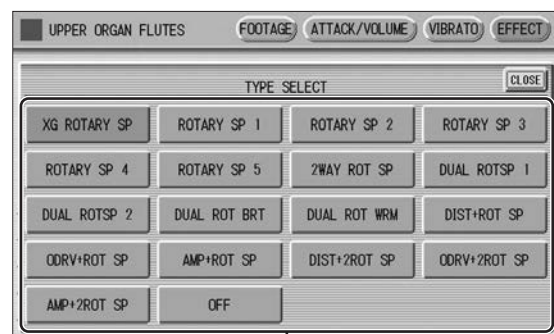 UPPER ORGAN FLUTES FOOTAGE ATTACK/VOLUME VIBRATO EFFECT
TYPE SELECT CLOSE
XG ROTARY SP ROTARY SP 1 ROTARY SP 2 ROTARY SP 3
ROTARY SP 4 ROTARY SP 5 2WAY ROT SP DUAL ROTSP 1
DUAL ROTSP 2 DUAL ROT BRT DUAL ROT WRM DIST+ROT SP
ODRV+ROT SP AMP+ROT SP DIST+2ROT SP ODRV+2ROT SP
AMP+2ROT SP OFF